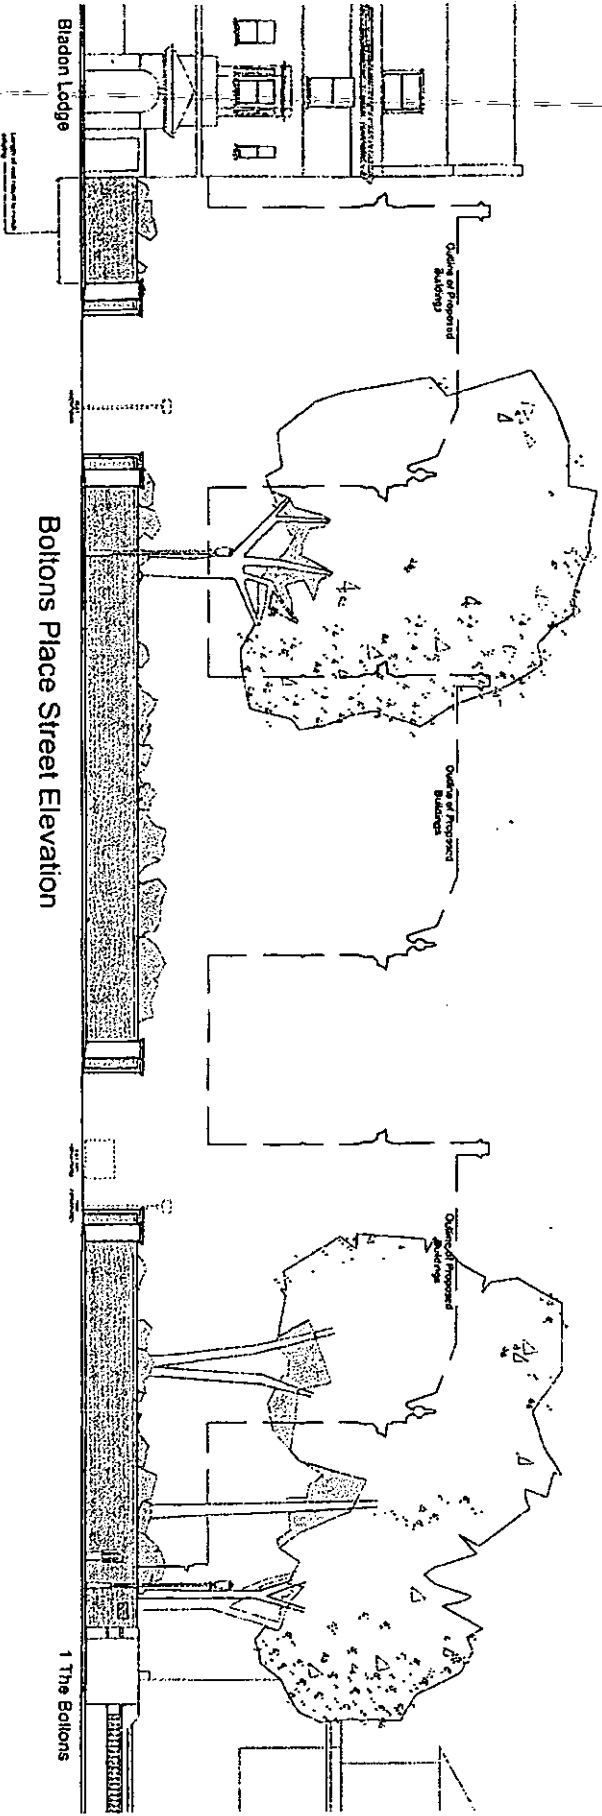 Bladon Lodge
Outline of Proposed
Buildings
Outline of Proposed
Buildings
Outline of Proposed
Buildings
1 The Boltons
Boltons Place Street Elevation